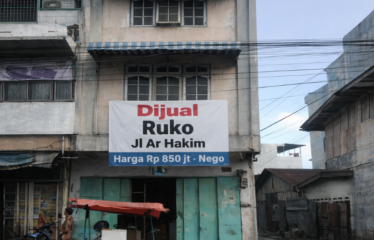 Dijual
Ruko
Jl Ar Hakim
Harga Rp 850 jt - Nego